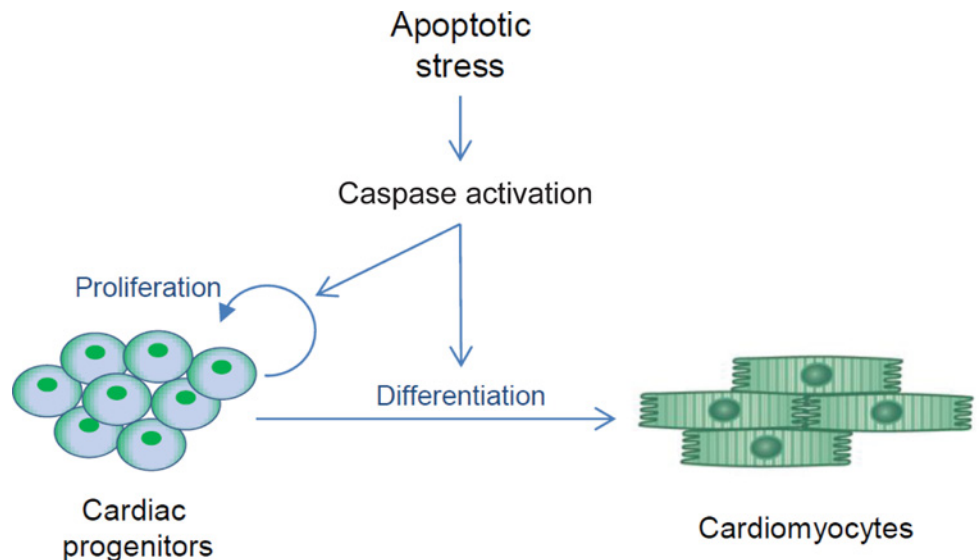 Apoptotic
stress
Caspase activation
Proliferation
Differentiation
Cardiac
progenitors
Cardiomyocytes